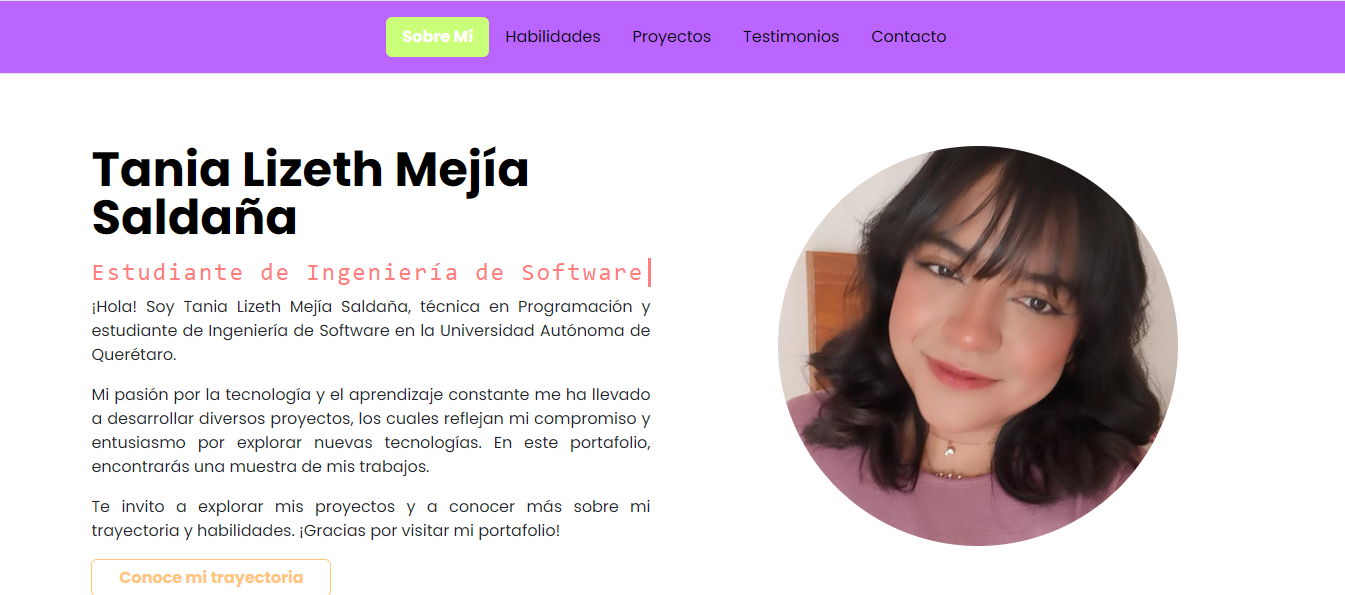 Sobre Mí Habilidades Proyectos Testimonios Contacto
Tania Lizeth Mejía
Saldaña
Estudiante de Ingeniería de Software
¡Hola! Soy Tania Lizeth Mejía Saldaña, técnica en Programación y
estudiante de Ingeniería de Software en la Universidad Autónoma de
Querétaro.
Mi pasión por la tecnología y el aprendizaje constante me ha llevado
a desarrollar diversos proyectos, los cuales reflejan mi compromiso y
entusiasmo por explorar nuevas tecnologías. En este portafolio,
encontrarás una muestra de mis trabajos.
Te invito a explorar mis proyectos y a conocer más sobre mi
trayectoria y habilidades. ¡Gracias por visitar mi portafolio!
Conoce mi trayectoria